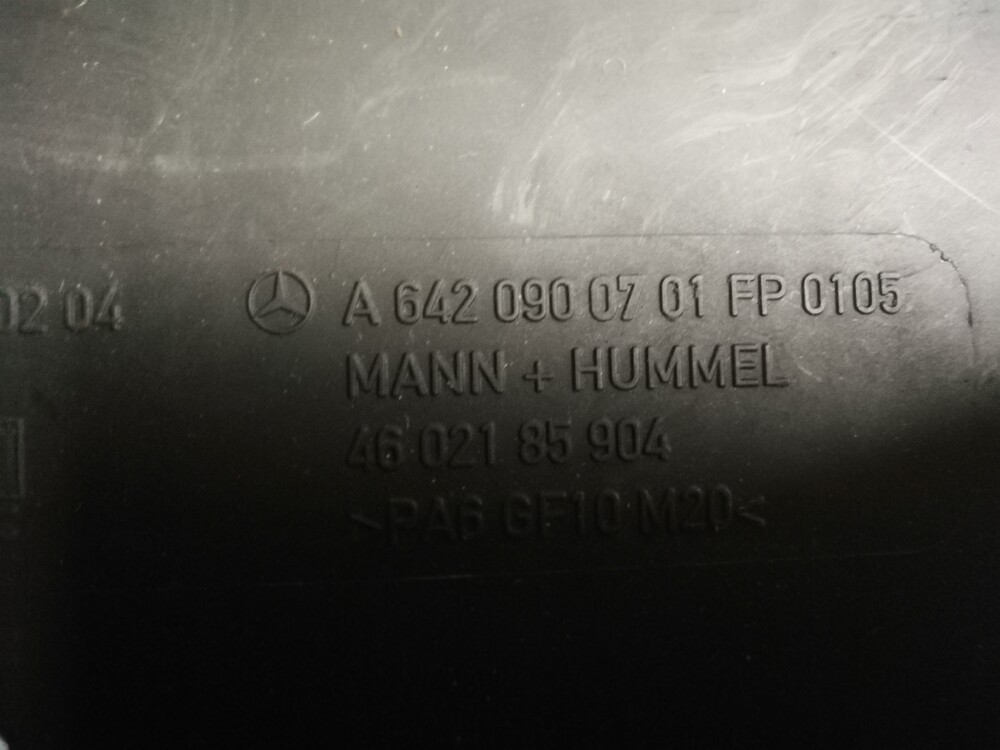 02 04
A 642 090 07 01 FP 0105
MANN + HUMMEL
46 021 85 904
>PA6 GF10 M20<